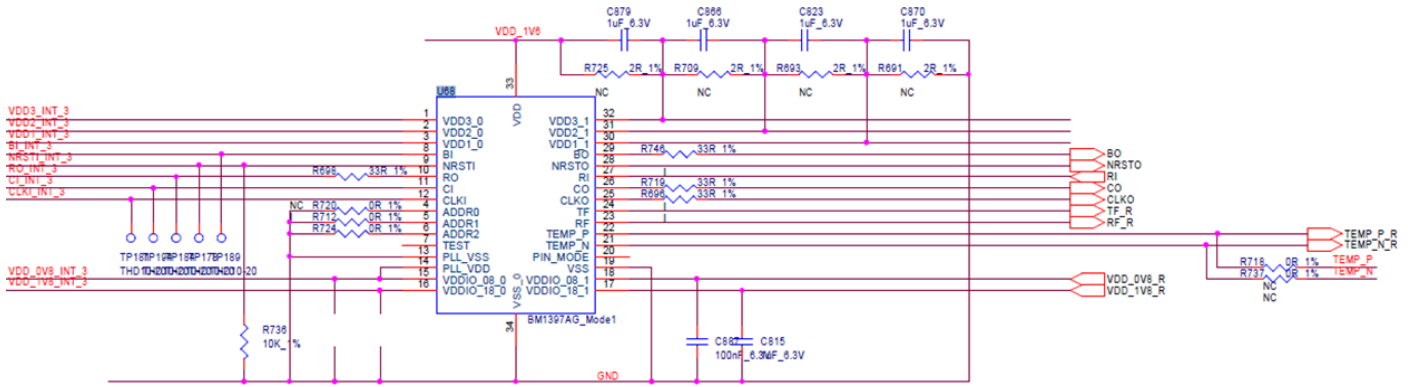 C879 C866 C823 C870
1uF_6.3V 1uF_6.3V 1uF_6.3V 1uF_6.3V
VDD_1V6
R725 2R_1% R709 2R_1% R693 2R_1% R691 2R_1%
33
U68 NC NC NC NC
VDD
VDD3_INT_3 1 VDD3_0 VDD3_1 32
VDD2_INT_3 2 VDD2_0 VDD2_1 31
VDD1_INT_3 3 VDD1_0 VDD1_1 30
BI_INT_3 8 BI BO 29 R746 33R_1% BO
NRSTI_INT_3 9 NRSTI NRSTO 28 NRSTO
RO_INT_3 R698 33R_1% 10 RO RI 27 RI
CI_INT_3 11 CI CO 26 R719 33R_1% CO
CLKI_INT_3 12 CLKI CLKO 25 R696 33R_1% CLKO
NC R720 0R_1% 4 ADDR0 TF 24 TF_R
R712 0R_1% 5 ADDR1 RF 23 RF_R
R724 0R_1% 6 ADDR2 TEMP_P 22 TEMP_P_R
7 TEST TEMP_N 21 TEMP_N_R
13 PLL_VSS PIN_MODE 20
14 PLL_VDD VSS 19 R718 0R_1% TEMP_P
VDD_0V8_INT_3 15 VDDIO_08_0 VDDIO_08_1 18 VDD_0V8_R R737 0R_1% TEMP_N
VDD_1V8_INT_3 16 VDDIO_18_0 VDDIO_18_1 17 VDD_1V8_R NC
NC
VSS_0
BM1397AG_Mode1
34
TP189
R736
10K_1%
C887 C815
100nF_6.3V
GND